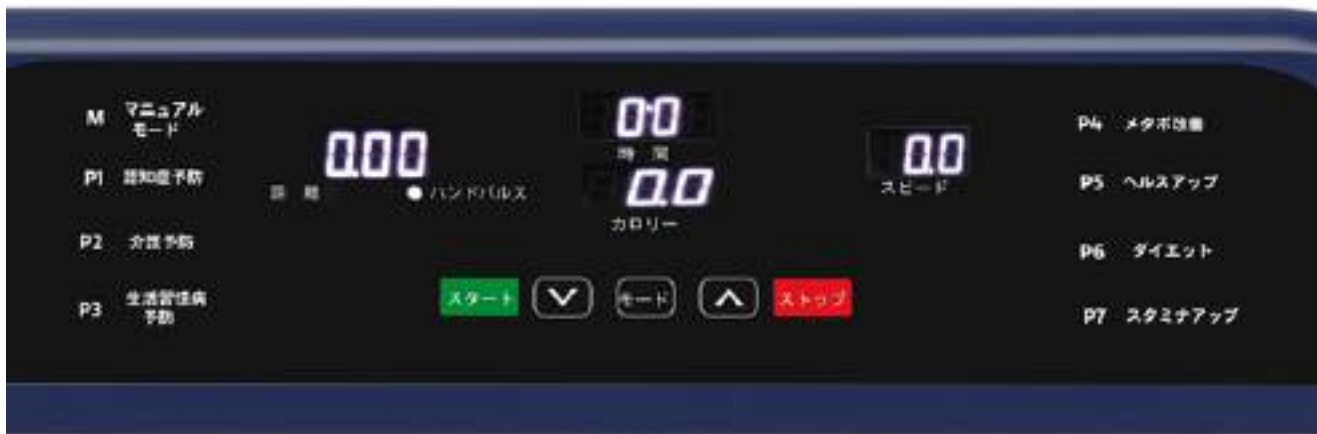 M マニュアル
モード
P1 認知症予防
P2 介護予防
P3 生活習慣病
予防
0.00
距離
ハンドパルス
0:0
時間
0.0
カロリー
0.0
スピード
スタート
モード
ストップ
P4 メタボ改善
P5 ヘルスアップ
P6 ダイエット
P7 スタミナアップ